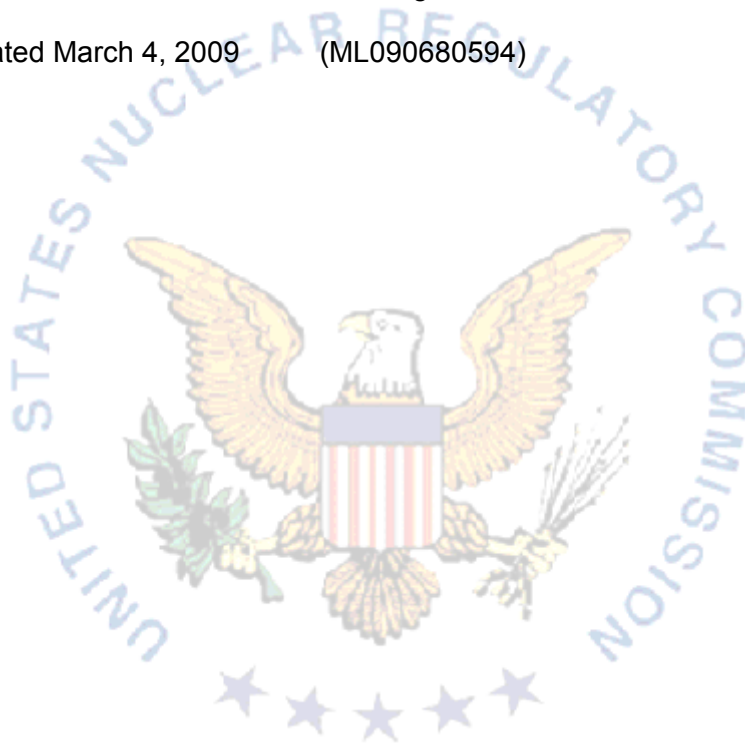 ated March 4, 2009 (ML090680594)
UNITED STATES NUCLEAR REGULATORY COMMISSION